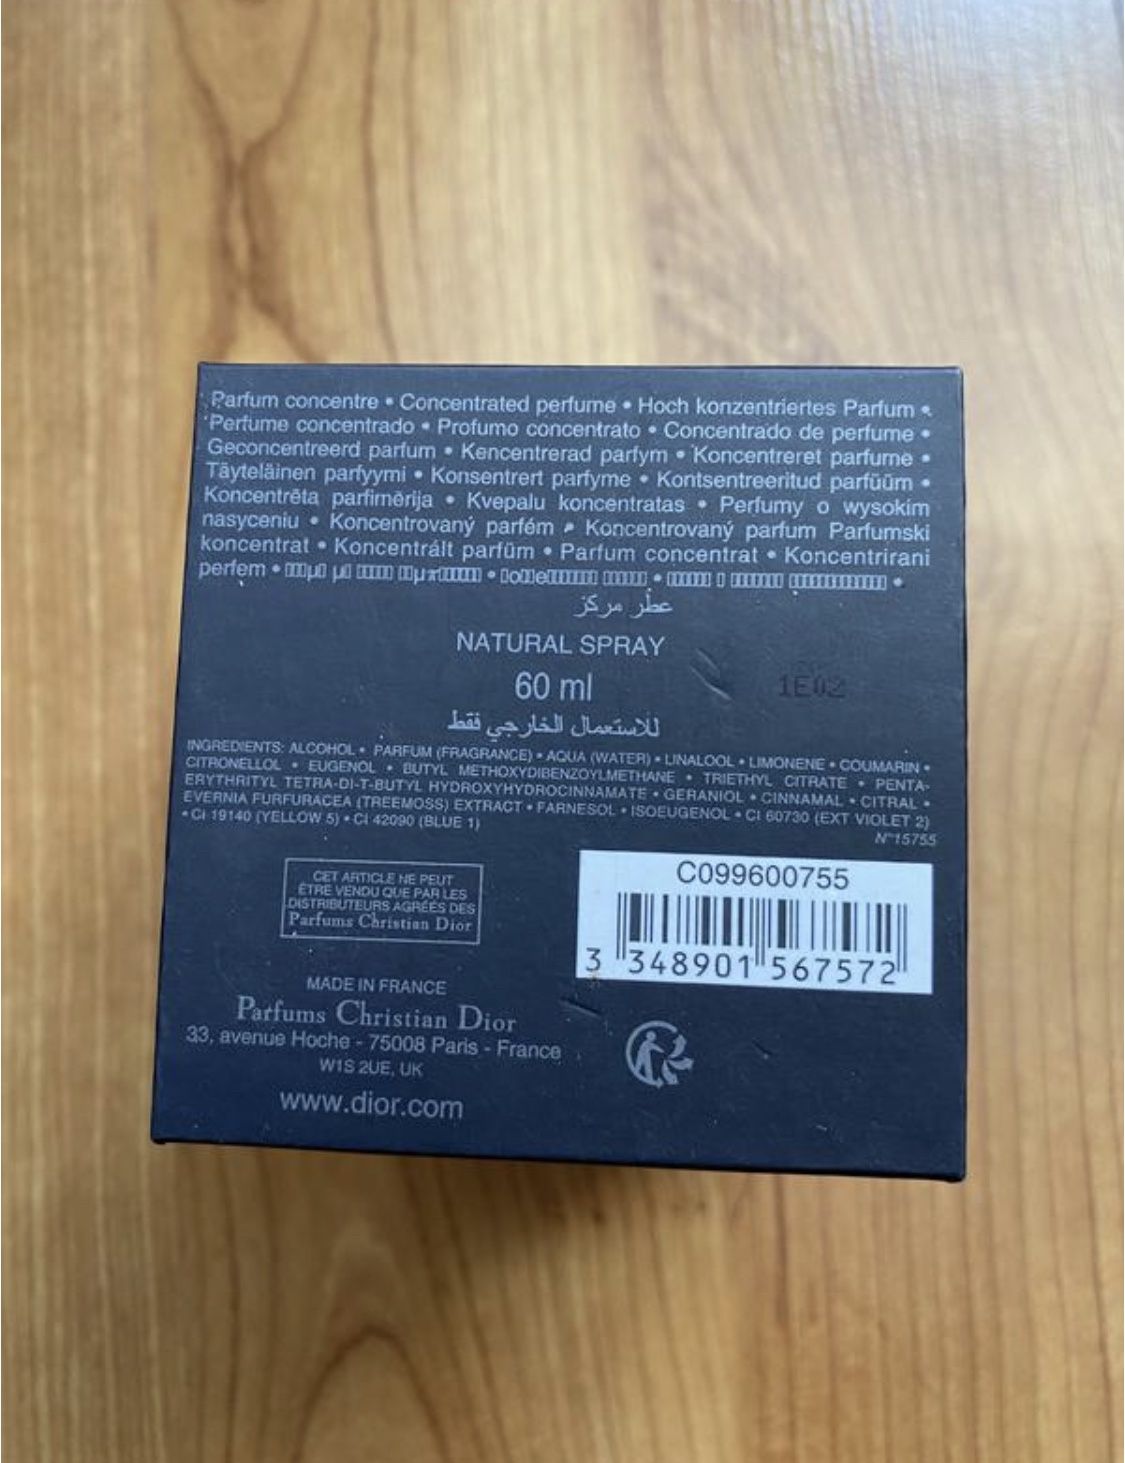 Parfum concentre • Concentrated perfume • Hoch konzentriertes Parfum •
Perfume concentrado • Profumo concentrato • Concentrado de perfume •
Geconcentreerd parfum • Kencentrerad parfym • Koncentreret parfume •
Täyteläinen parfyymi • Konsentrert parfyme • Kontsentreeritud parfüüm •
Koncentrēta parfimērija • Kvepalu koncentratas • Perfumy o wysokim
nasyceniu • Koncentrovaný parfém • Koncentrovaný parfum Parfumski
koncentrat • Koncentrált parfüm • Parfum concentrat • Koncentrirani
perfem •
عطر مركز
NATURAL SPRAY
60 ml
1E02
للاستعمال الخارجي فقط
INGREDIENTS: ALCOHOL • PARFUM (FRAGRANCE) • AQUA (WATER) • LINALOOL • LIMONENE • COUMARIN •
CITRONELLOL • EUGENOL • BUTYL METHOXYDIBENZOYLMETHANE • TRIETHYL CITRATE • PENTA-
ERYTHRITYL TETRA-DI-T-BUTYL HYDROXYHYDROCINNAMATE • GERANIOL • CINNAMAL • CITRAL •
EVERNIA FURFURACEA (TREEMOSS) EXTRACT • FARNESOL • ISOEUGENOL • CI 60730 (EXT VIOLET 2)
• CI 19140 (YELLOW 5) • CI 42090 (BLUE 1)
N°15755
CET ARTICLE NE PEUT
ÊTRE VENDU QUE PAR LES
DISTRIBUTEURS AGRÉÉS DES
Parfums Christian Dior
C099600755
3 348901 567572
MADE IN FRANCE
Parfums Christian Dior
33, avenue Hoche - 75008 Paris - France
W1S 2UE, UK
www.dior.com